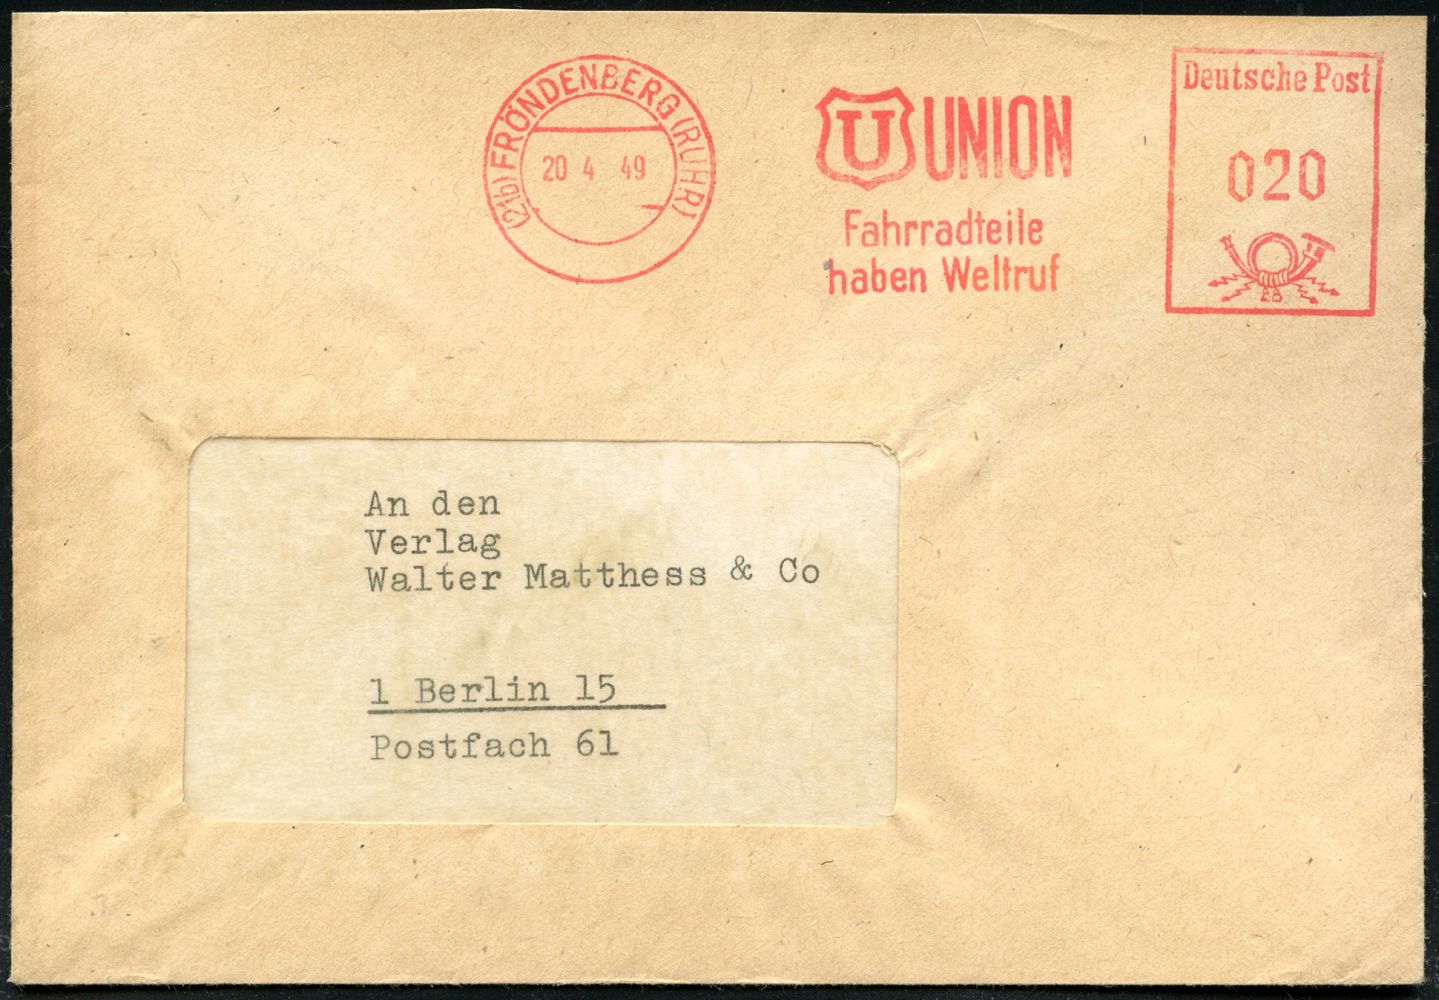 (21b) FRÖNDENBERG (RUHR)
20 4 49
U UNION
Fahrradteile
haben Weltruf
Deutsche Post
020
An den
Verlag
Walter Matthess & Co
1 Berlin 15
Postfach 61